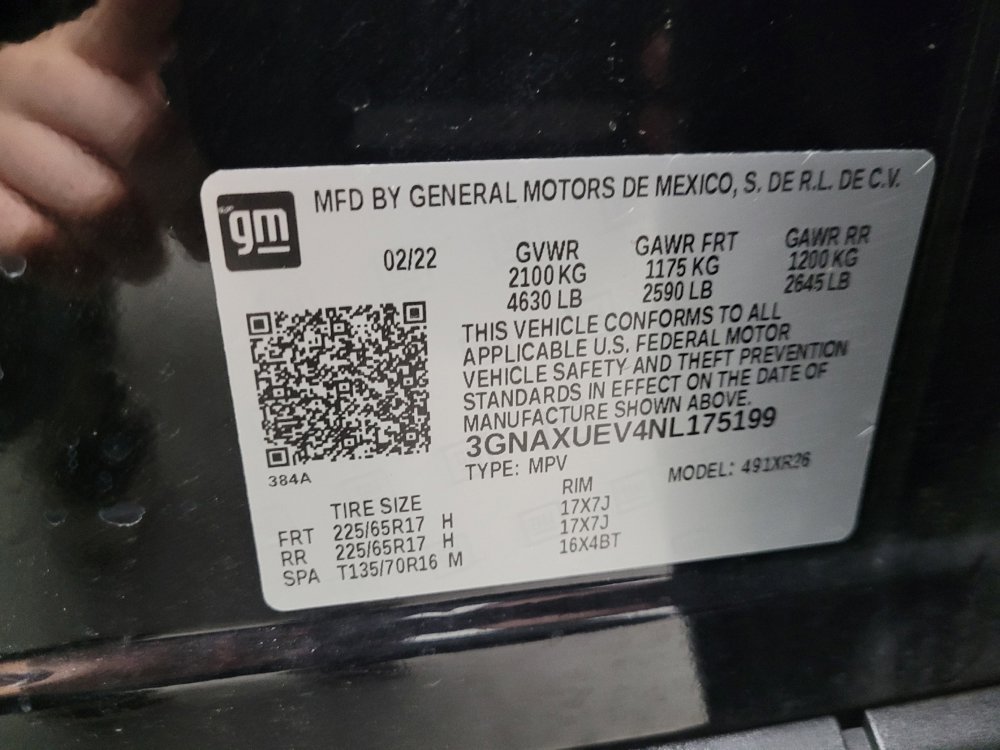 gm
MFD BY GENERAL MOTORS DE MEXICO, S. DE R.L. DE C.V.
02/22
GVWR GAWR FRT GAWR RR
2100 KG 1175 KG 1200 KG
4630 LB 2590 LB 2645 LB
THIS VEHICLE CONFORMS TO ALL
APPLICABLE U.S. FEDERAL MOTOR
VEHICLE SAFETY AND THEFT PREVENTION
STANDARDS IN EFFECT ON THE DATE OF
MANUFACTURE SHOWN ABOVE.
3GNAXUEV4NL175199
TYPE: MPV MODEL: 491XR26
384A
TIRE SIZE RIM
FRT 225/65R17 H 17X7J
RR 225/65R17 H 17X7J
SPA T135/70R16 M 16X4BT